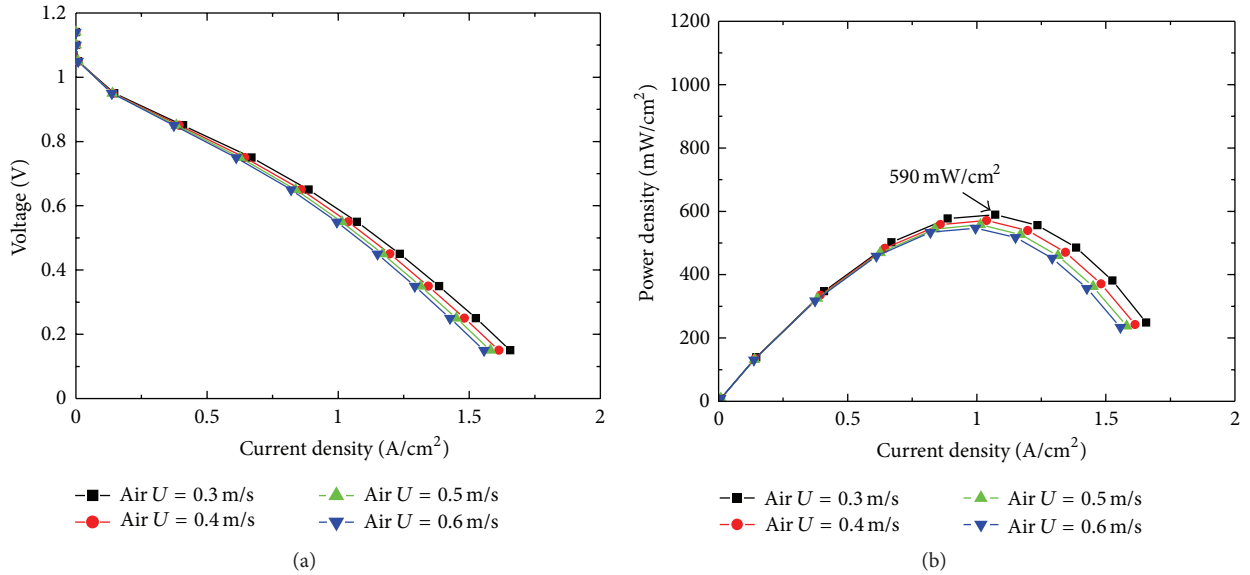 1.2
1
0.8
0.6
0.4
0.2
0
Voltage (V)
0
0.5
1
1.5
2
Current density (A/cm²)
Air U = 0.3 m/s
Air U = 0.5 m/s
Air U = 0.4 m/s
Air U = 0.6 m/s
(a)
1200
1000
800
600
400
200
0
Power density (mW/cm²)
590 mW/cm²
0
0.5
1
1.5
2
Current density (A/cm²)
Air U = 0.3 m/s
Air U = 0.5 m/s
Air U = 0.4 m/s
Air U = 0.6 m/s
(b)